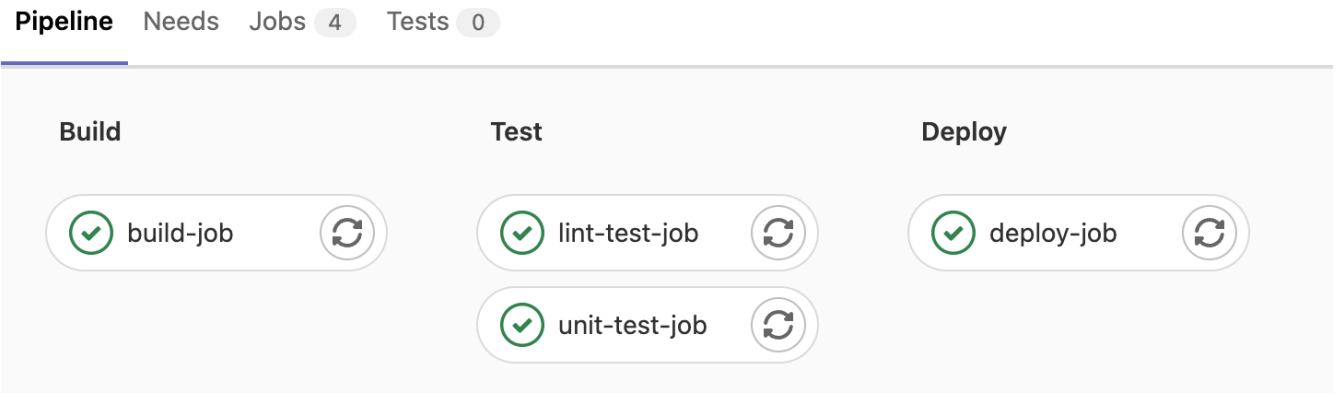 Pipeline Needs Jobs 4 Tests 0
Build Test Deploy
build-job lint-test-job deploy-job
unit-test-job